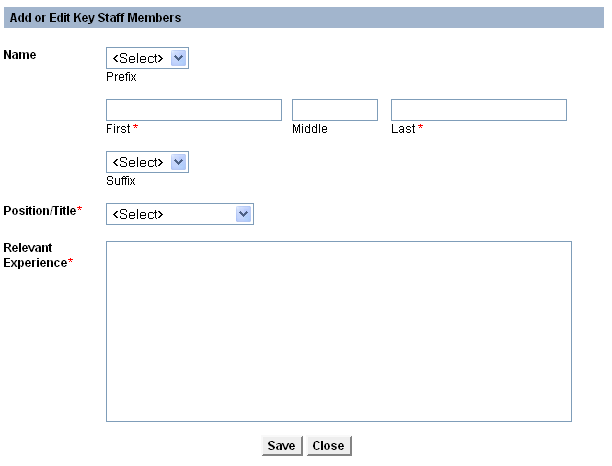 Add or Edit Key Staff Members
Name
<Select>
Prefix
First * Middle Last *
<Select>
Suffix
Position/Title* <Select>
Relevant
Experience*
Save Close